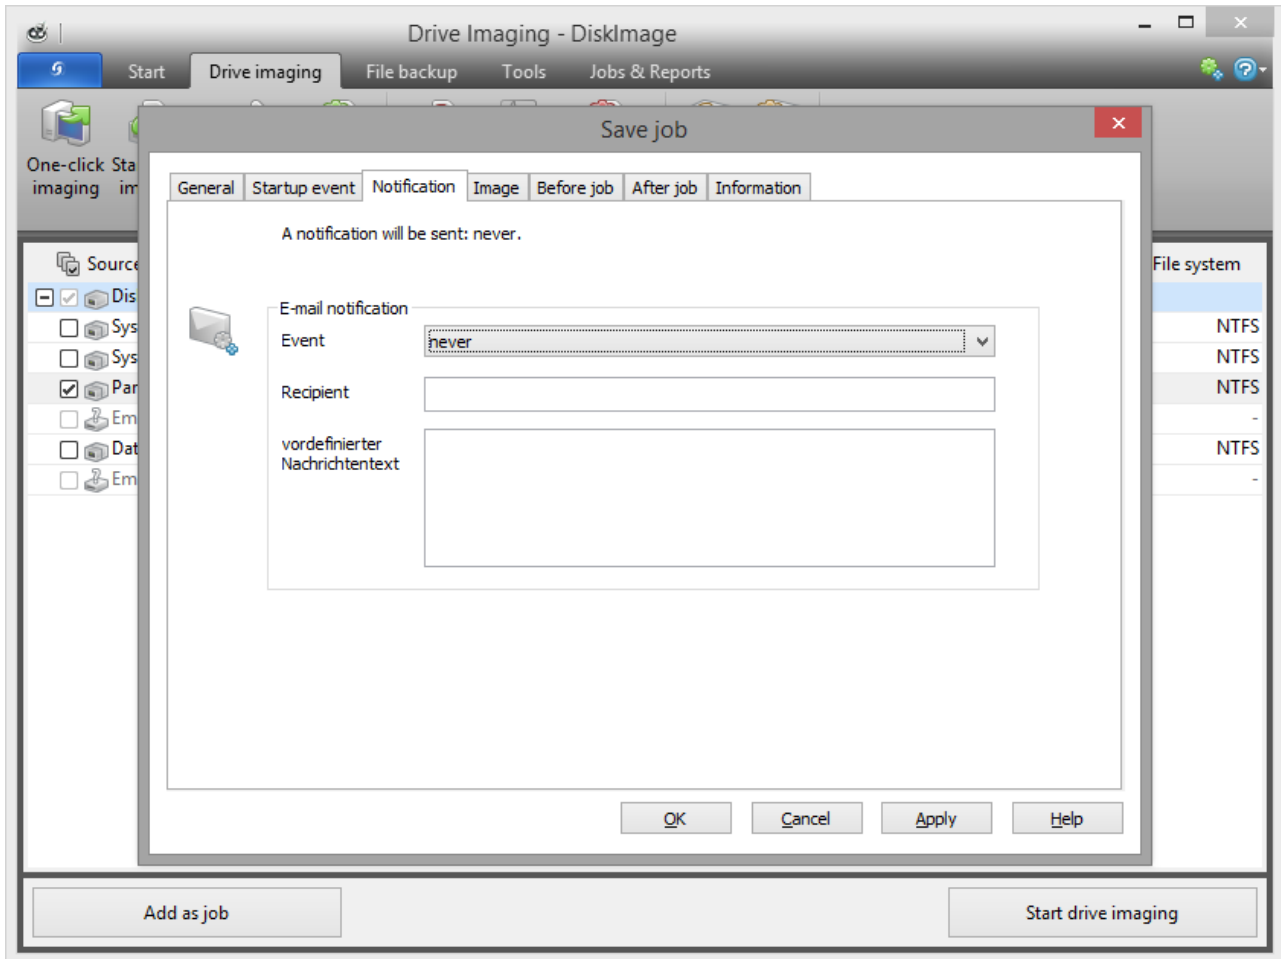 Drive Imaging - DiskImage
Start
Drive imaging
File backup
Tools
Jobs & Reports
One-click
imaging
Save job
General
Startup event
Notification
Image
Before job
After job
Information
A notification will be sent: never.
E-mail notification
Event
never
Recipient
vordefinierter
Nachrichtentext
OK
Cancel
Apply
Help
Source
File system
NTFS
NTFS
NTFS
-
NTFS
-
Add as job
Start drive imaging